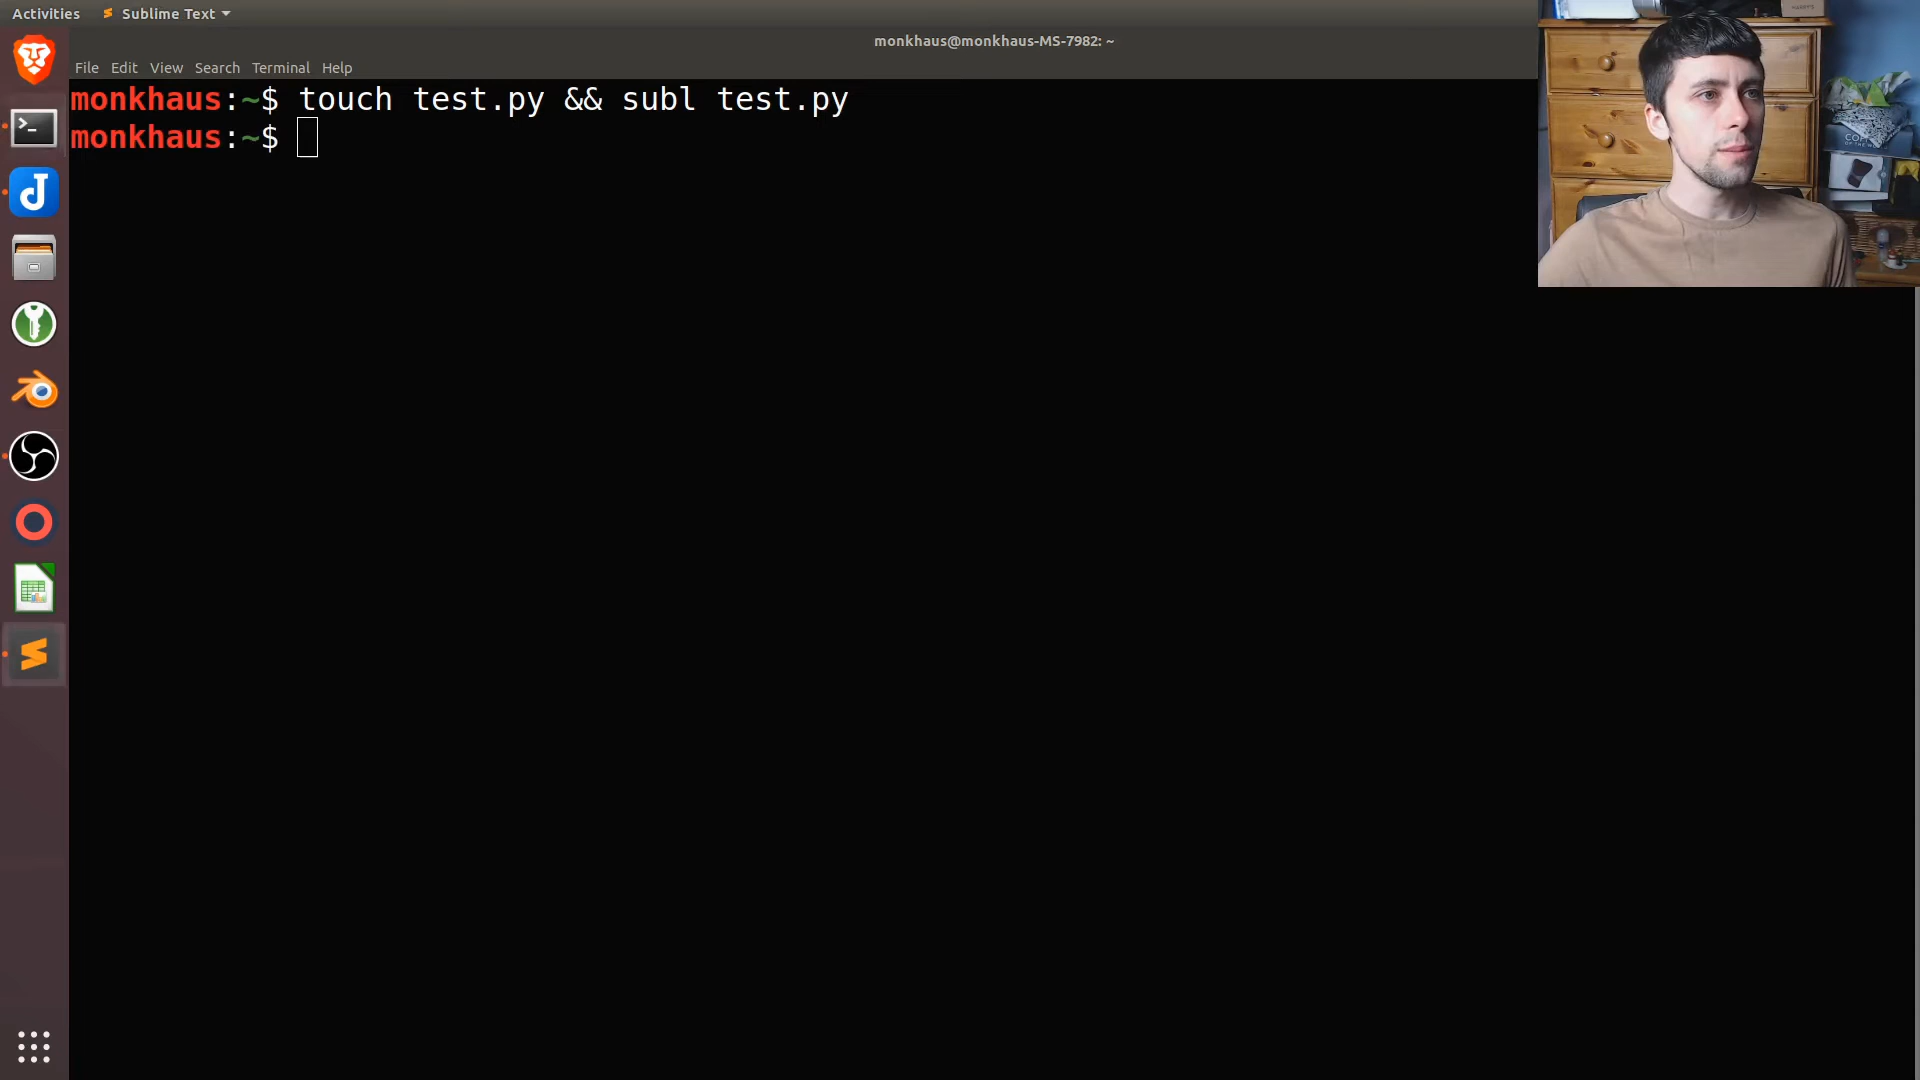 Activities Sublime Text
monkhaus@monkhaus-MS-7982: ~
File Edit View Search Terminal Help
monkhaus:~$ touch test.py && subl test.py
monkhaus:~$